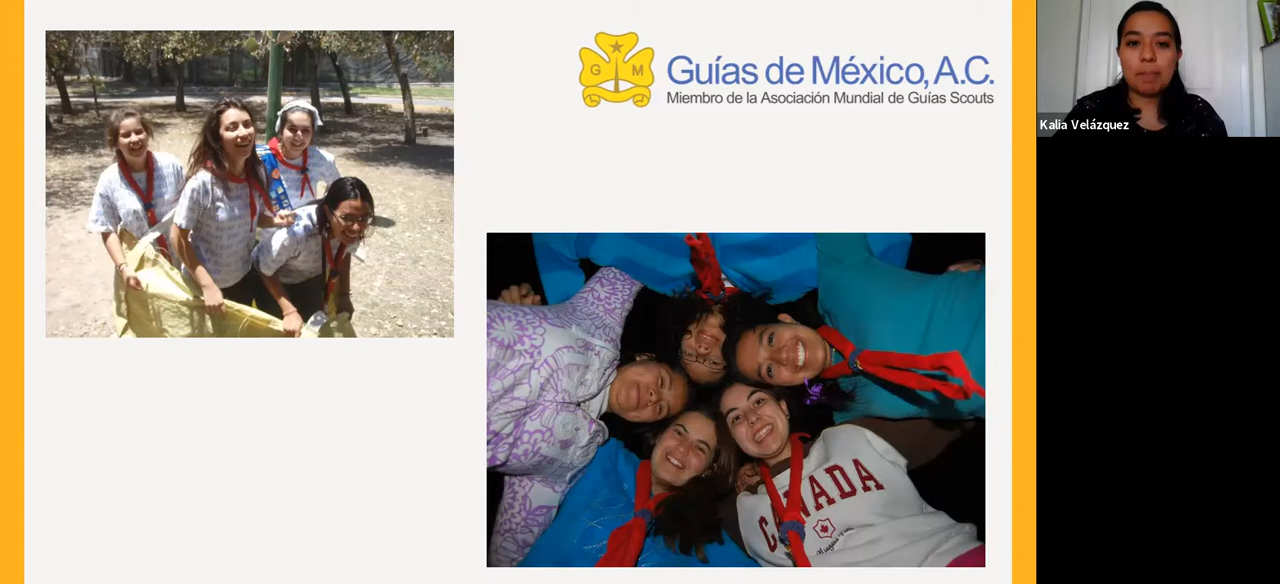 G M
Guías de México, A.C.
Miembro de la Asociación Mundial de Guías Scouts
Kalia Velázquez
CANADA